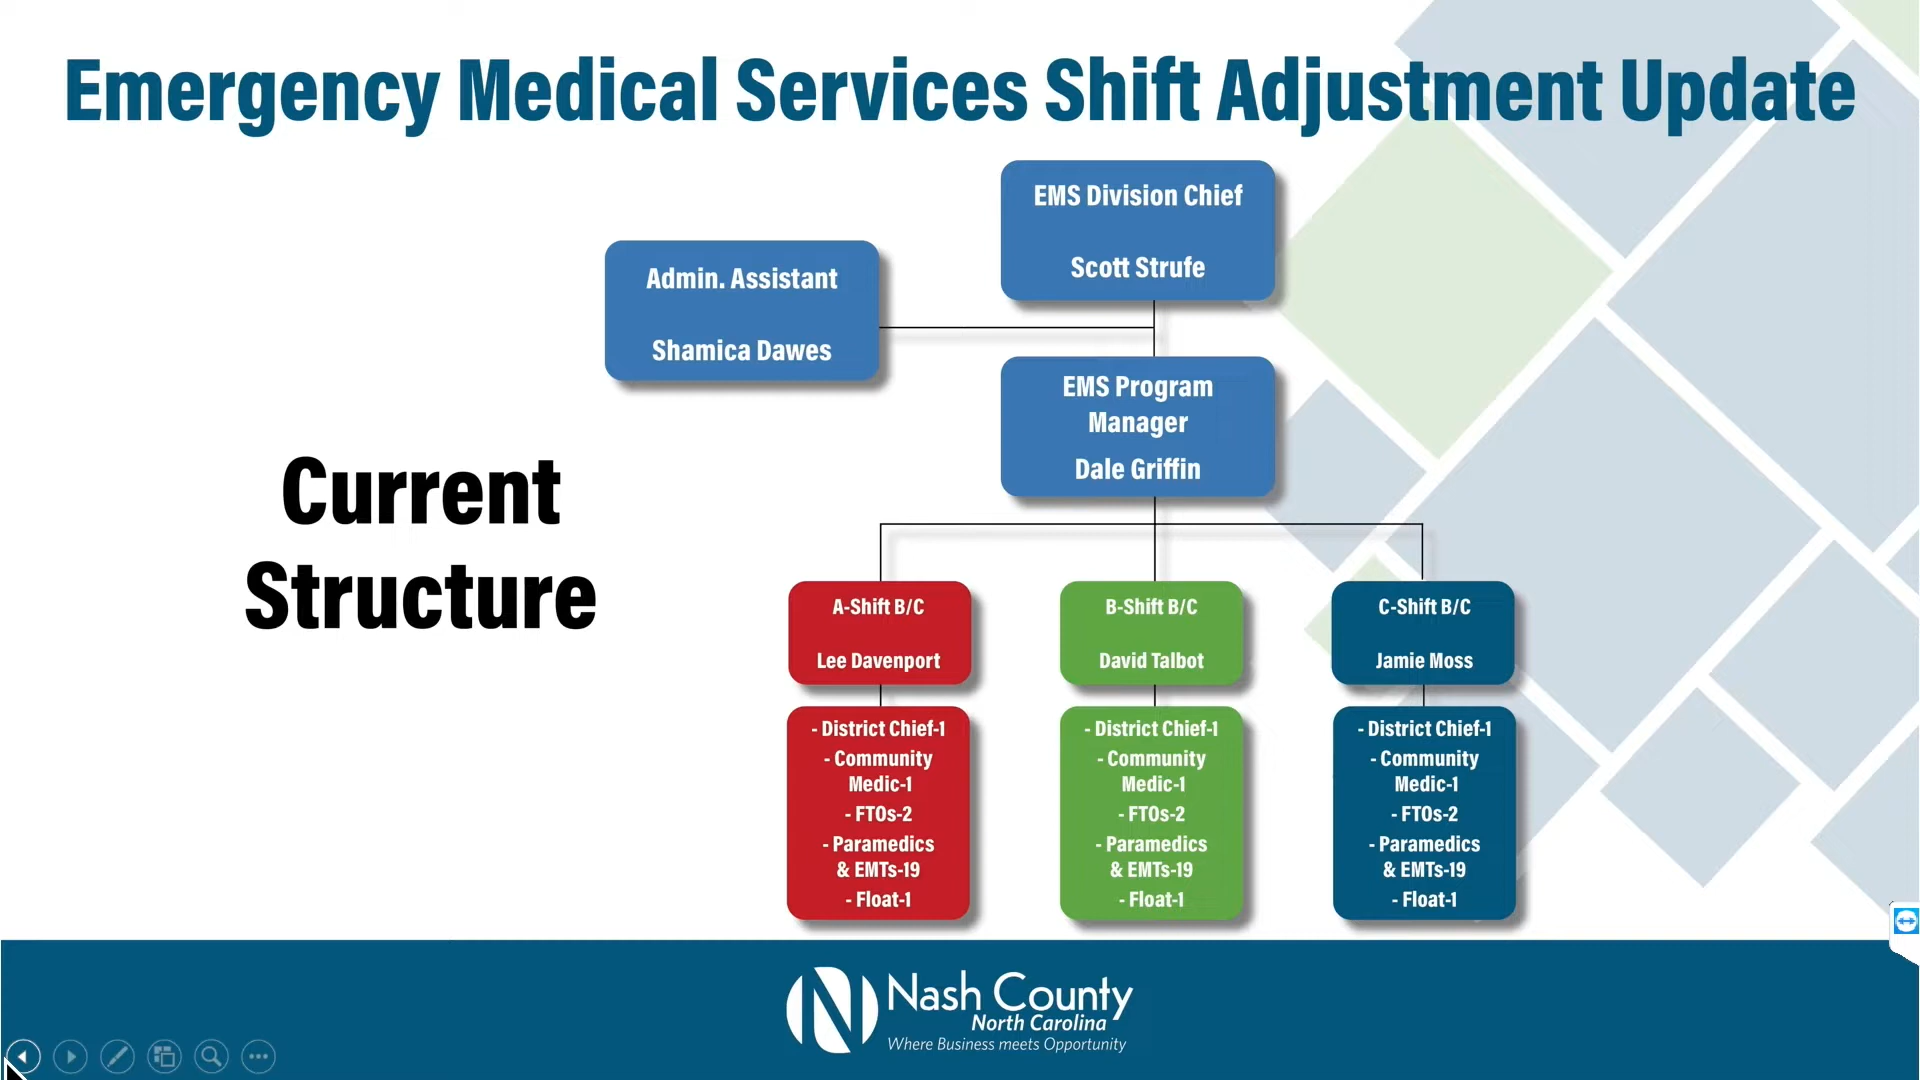 Emergency Medical Services Shift Adjustment Update
EMS Division Chief
Scott Strufe
Admin. Assistant
Shamica Dawes
EMS Program
Manager
Dale Griffin
Current
Structure
A-Shift B/C
Lee Davenport
B-Shift B/C
David Talbot
C-Shift B/C
Jamie Moss
- District Chief-1
- Community
Medic-1
- FTOs-2
- Paramedics
& EMTs-19
- Float-1
- District Chief-1
- Community
Medic-1
- FTOs-2
- Paramedics
& EMTs-19
- Float-1
- District Chief-1
- Community
Medic-1
- FTOs-2
- Paramedics
& EMTs-19
- Float-1
Nash County
North Carolina
Where Business meets Opportunity